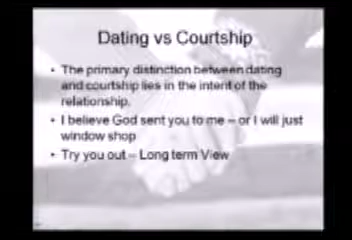 Dating vs Courtship
• The primary distinction between dating
and courtship lies in the intent of the
relationship.
• I believe God sent you to me – or I will just
window shop
• Try you out – Long term View